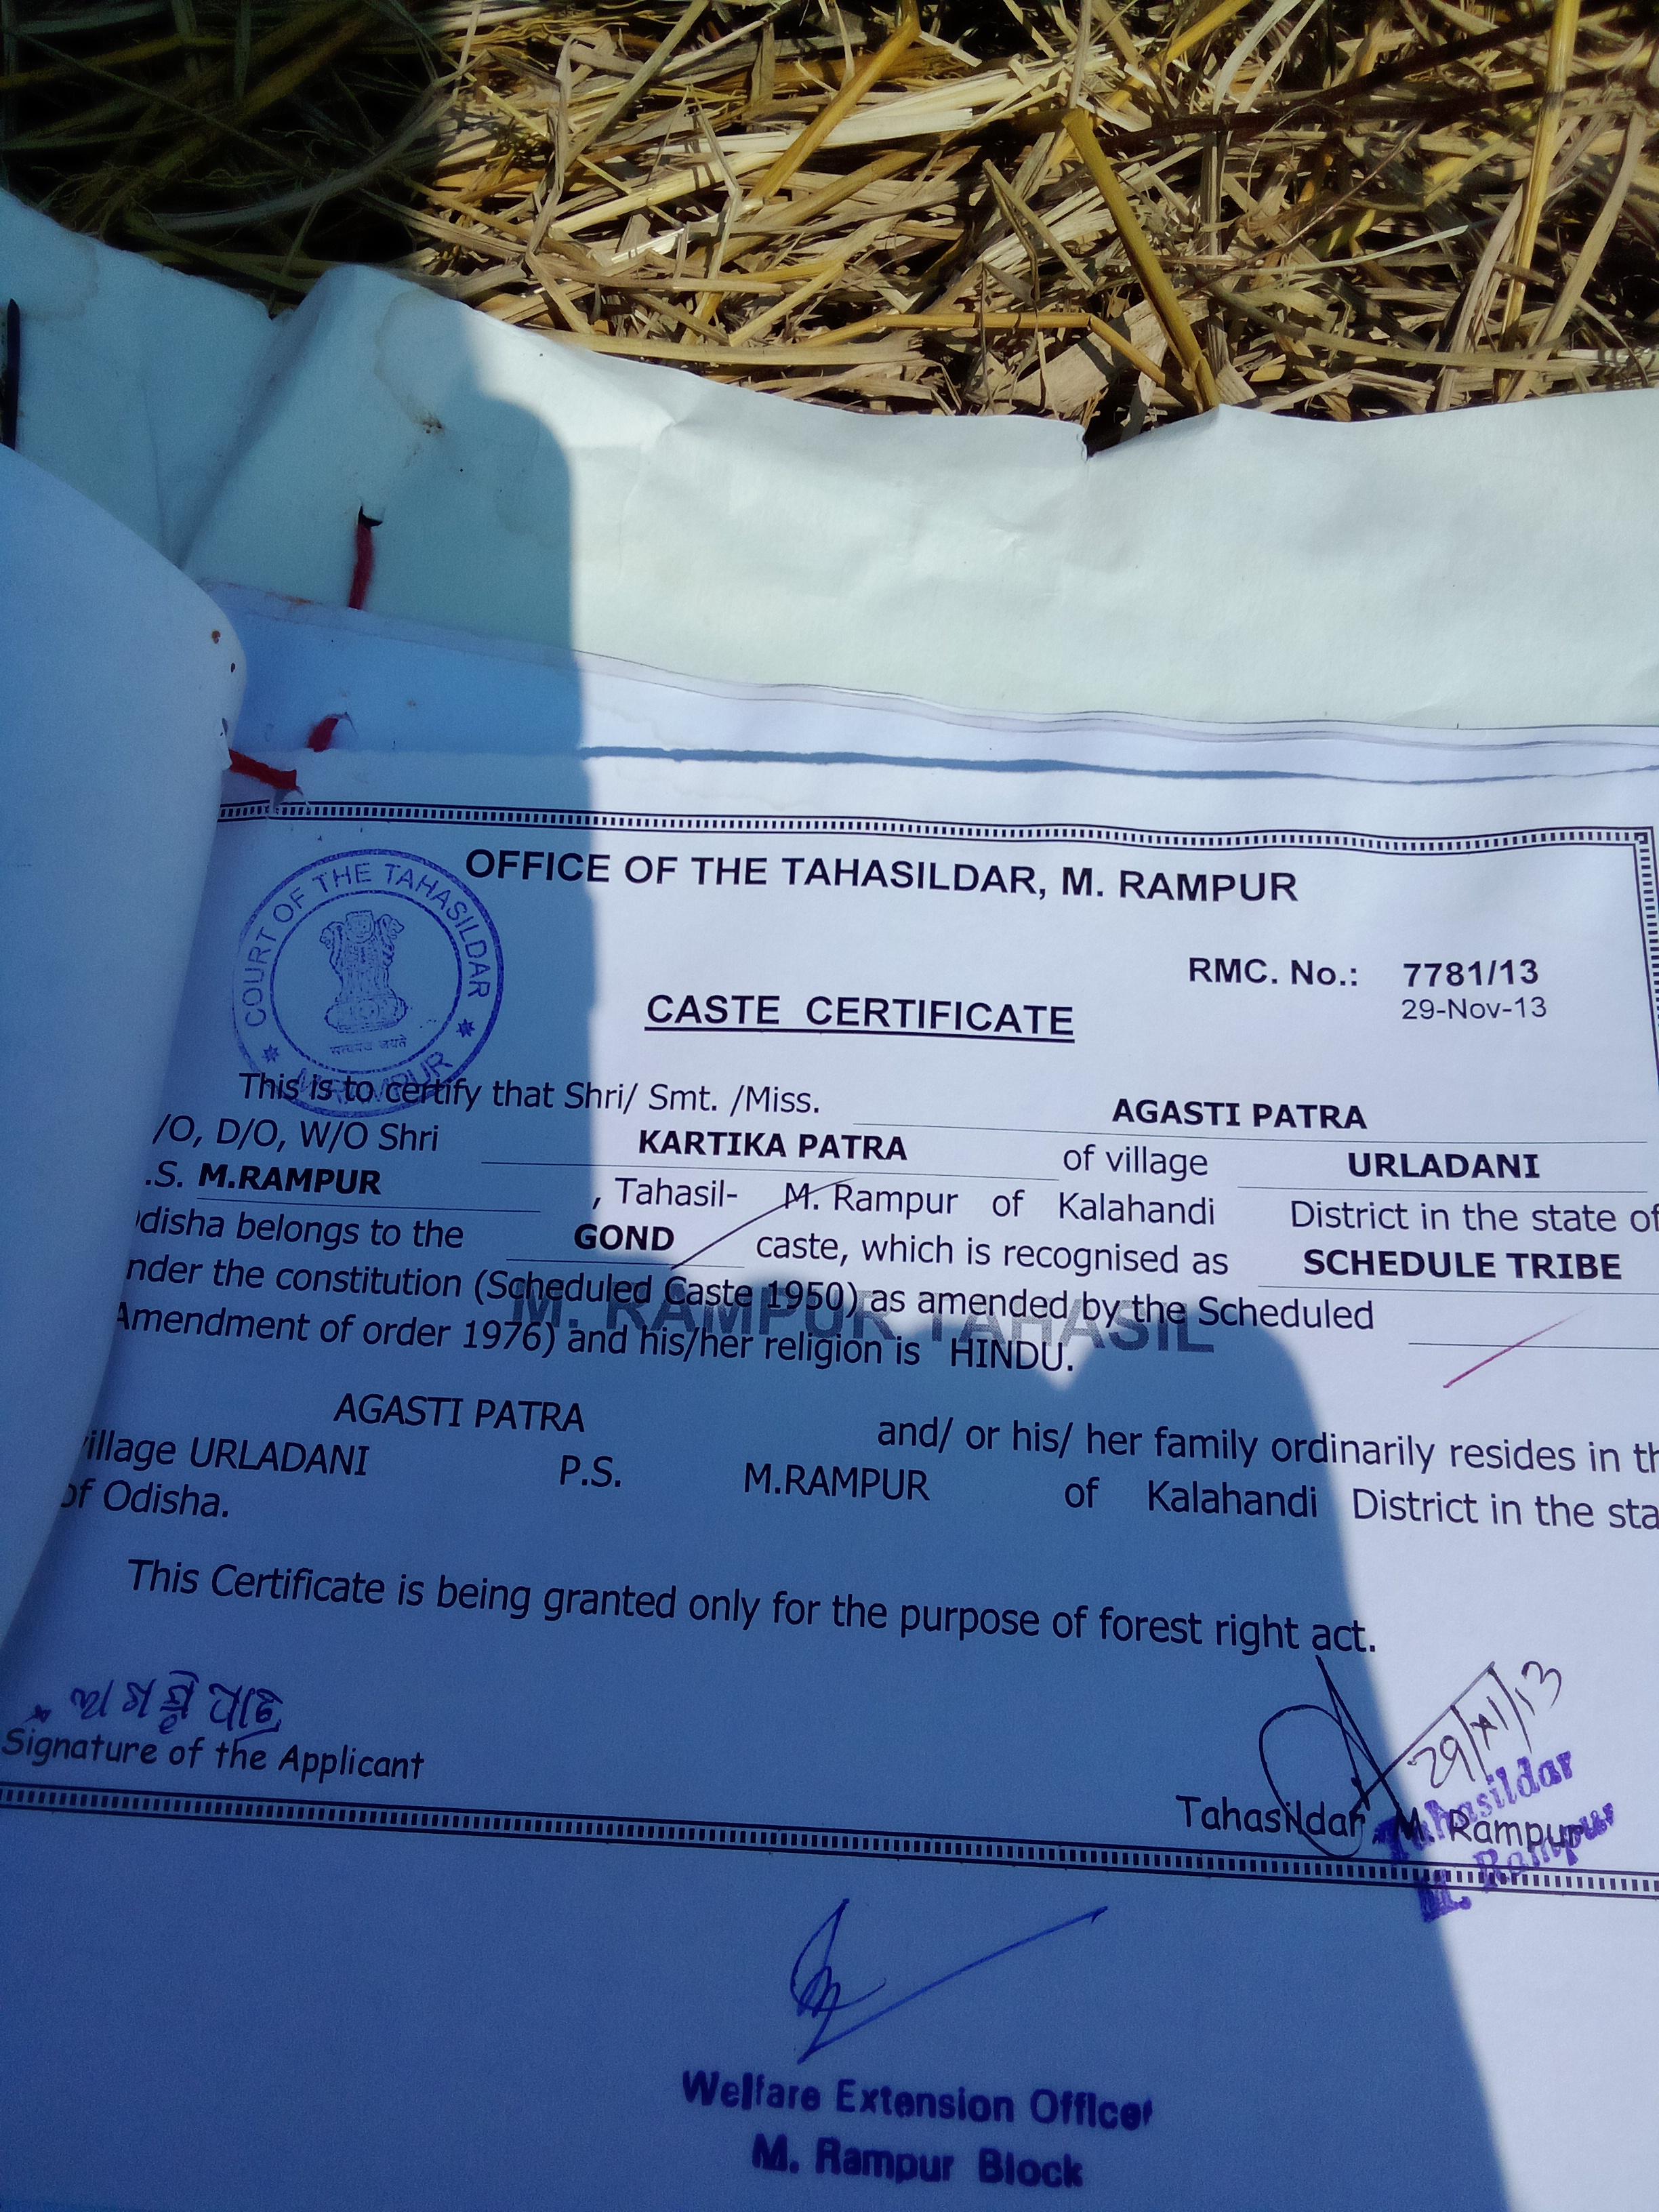 OFFICE OF THE TAHASILDAR, M. RAMPUR
COURT OF THE TAHASILDAR
M.RAMPUR
सत्यमेव जयते
RMC. No.: 7781/13
29-Nov-13
CASTE CERTIFICATE
This is to certify that Shri/ Smt. /Miss. AGASTI PATRA
/O, D/O, W/O Shri KARTIKA PATRA of village URLADANI
.S. M.RAMPUR , Tahasil- M. Rampur of Kalahandi District in the state of
disha belongs to the GOND caste, which is recognised as SCHEDULE TRIBE
nder the constitution (Scheduled Caste 1950) as amended by the Scheduled
M. RAMPUR TAHASIL
Amendment of order 1976) and his/her religion is HINDU.
AGASTI PATRA and/ or his/ her family ordinarily resides in th
village URLADANI P.S. M.RAMPUR of Kalahandi District in the sta
of Odisha.
This Certificate is being granted only for the purpose of forest right act.
ଅଗସ୍ତି ପାତ୍ର
Signature of the Applicant
29/XI/13
Tahasildar, M. Rampur
Tahasildar
M. Rampur
Welfare Extension Officer
M. Rampur Block